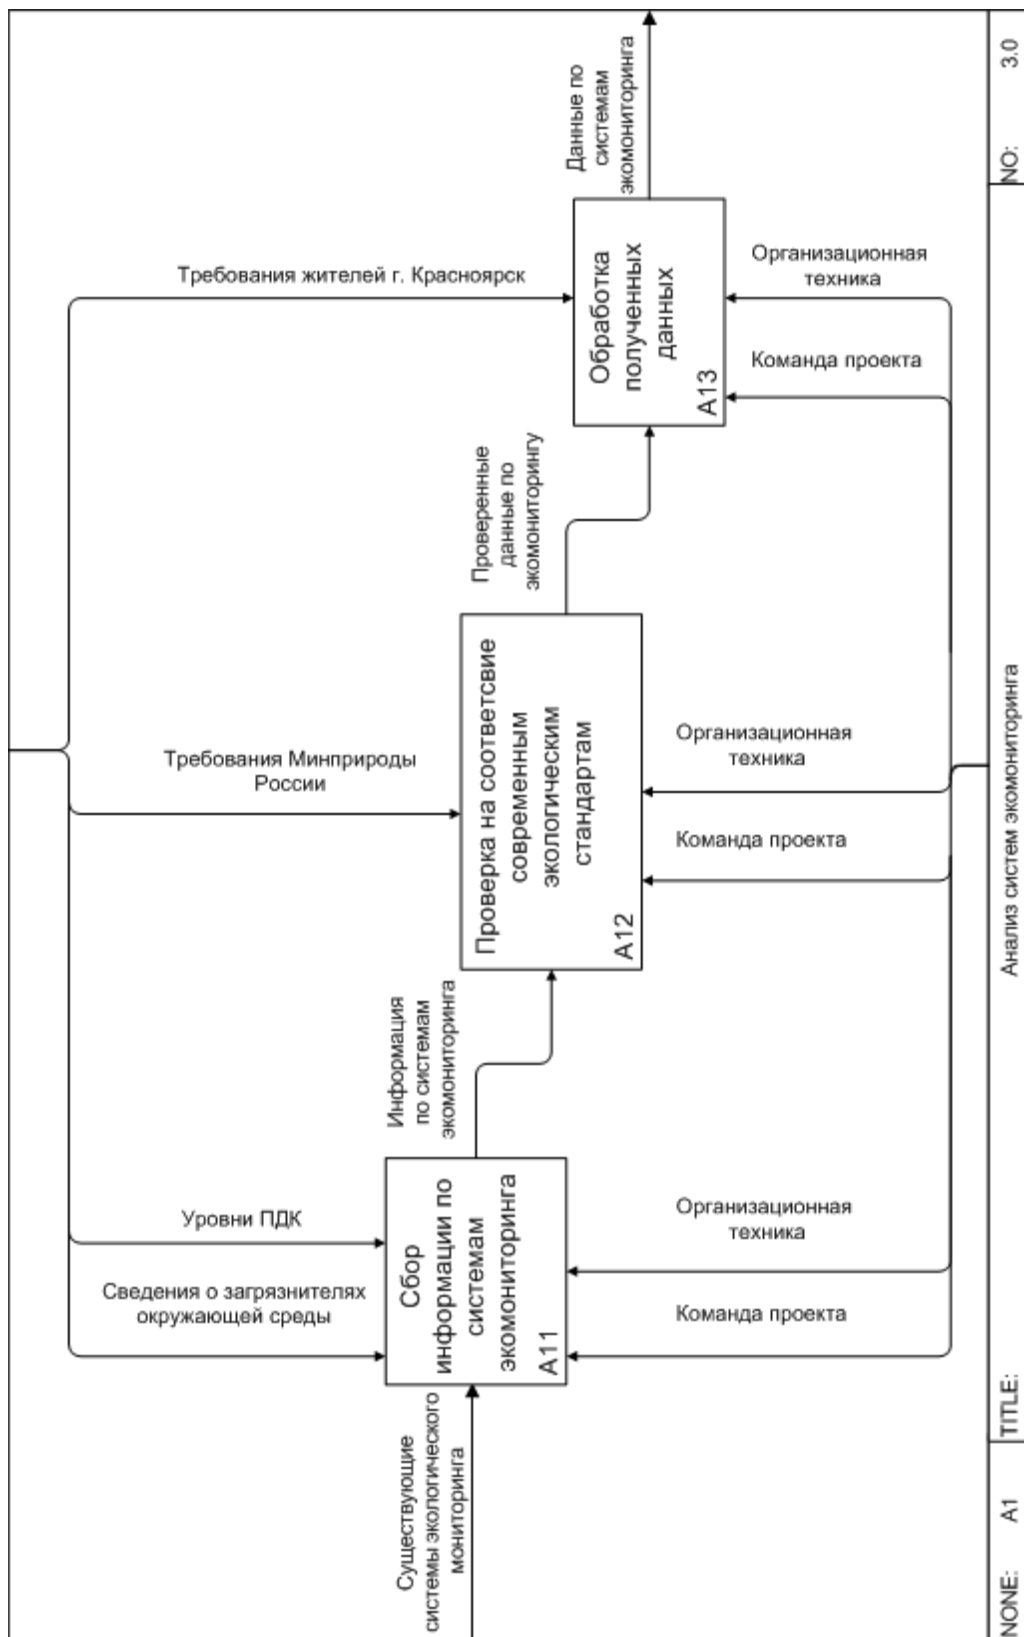 Существующие
системы экологического
мониторинга
Сведения о загрязнителях
окружающей среды
Уровни ПДК
Требования Минприроды
России
Требования жителей г. Красноярск
Сбор
информации по
системам
экомониторинга
A11
Информация
по системам
экомониторинга
Проверка на соответсвие
современным
экологическим
стандартам
A12
Проверенные
данные по
экомониторингу
Обработка
полученных
данных
A13
Данные по
системам
экомониторинга
Команда проекта
Организационная
техника
Команда проекта
Организационная
техника
Команда проекта
Организационная
техника
NONE: A1
TITLE: Анализ систем экомониторинга
NO: 3.0